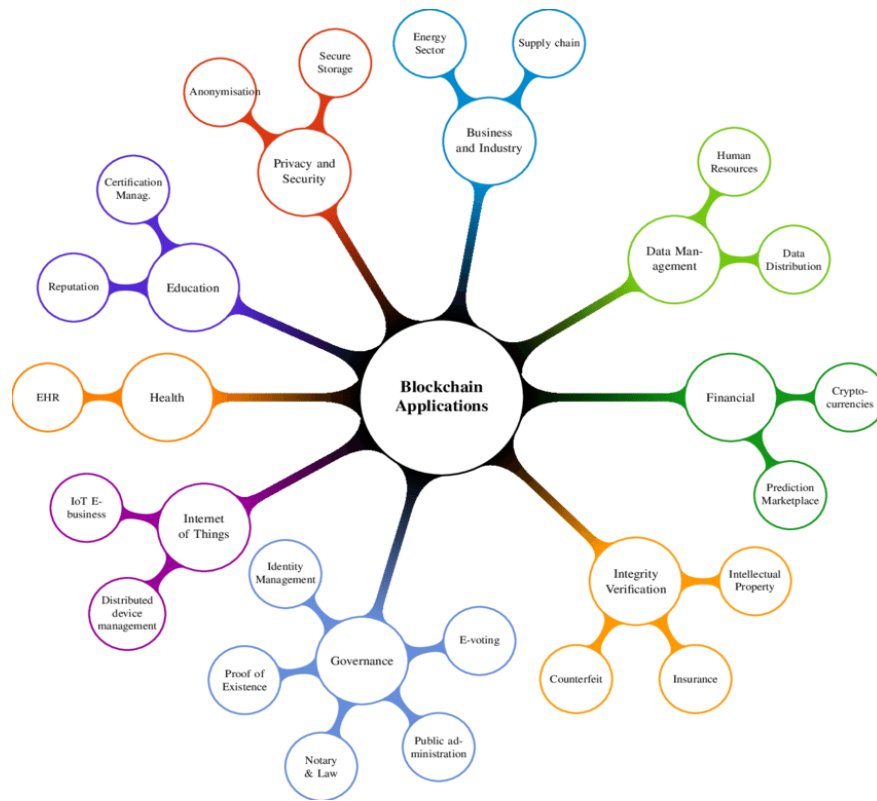 Energy
Sector
Supply chain
Secure
Storage
Anonymisation
Business
and Industry
Privacy and
Security
Human
Resources
Certification
Manag.
Data Man-
agement
Data
Distribution
Reputation
Education
Blockchain
Applications
EHR
Health
Financial
Crypto-
currencies
Prediction
Marketplace
IoT E-
business
Internet
of Things
Distributed
device
management
Identity
Management
Integrity
Verification
Intellectual
Property
Governance
E-voting
Proof of
Existence
Counterfeit
Insurance
Notary
& Law
Public ad-
ministration